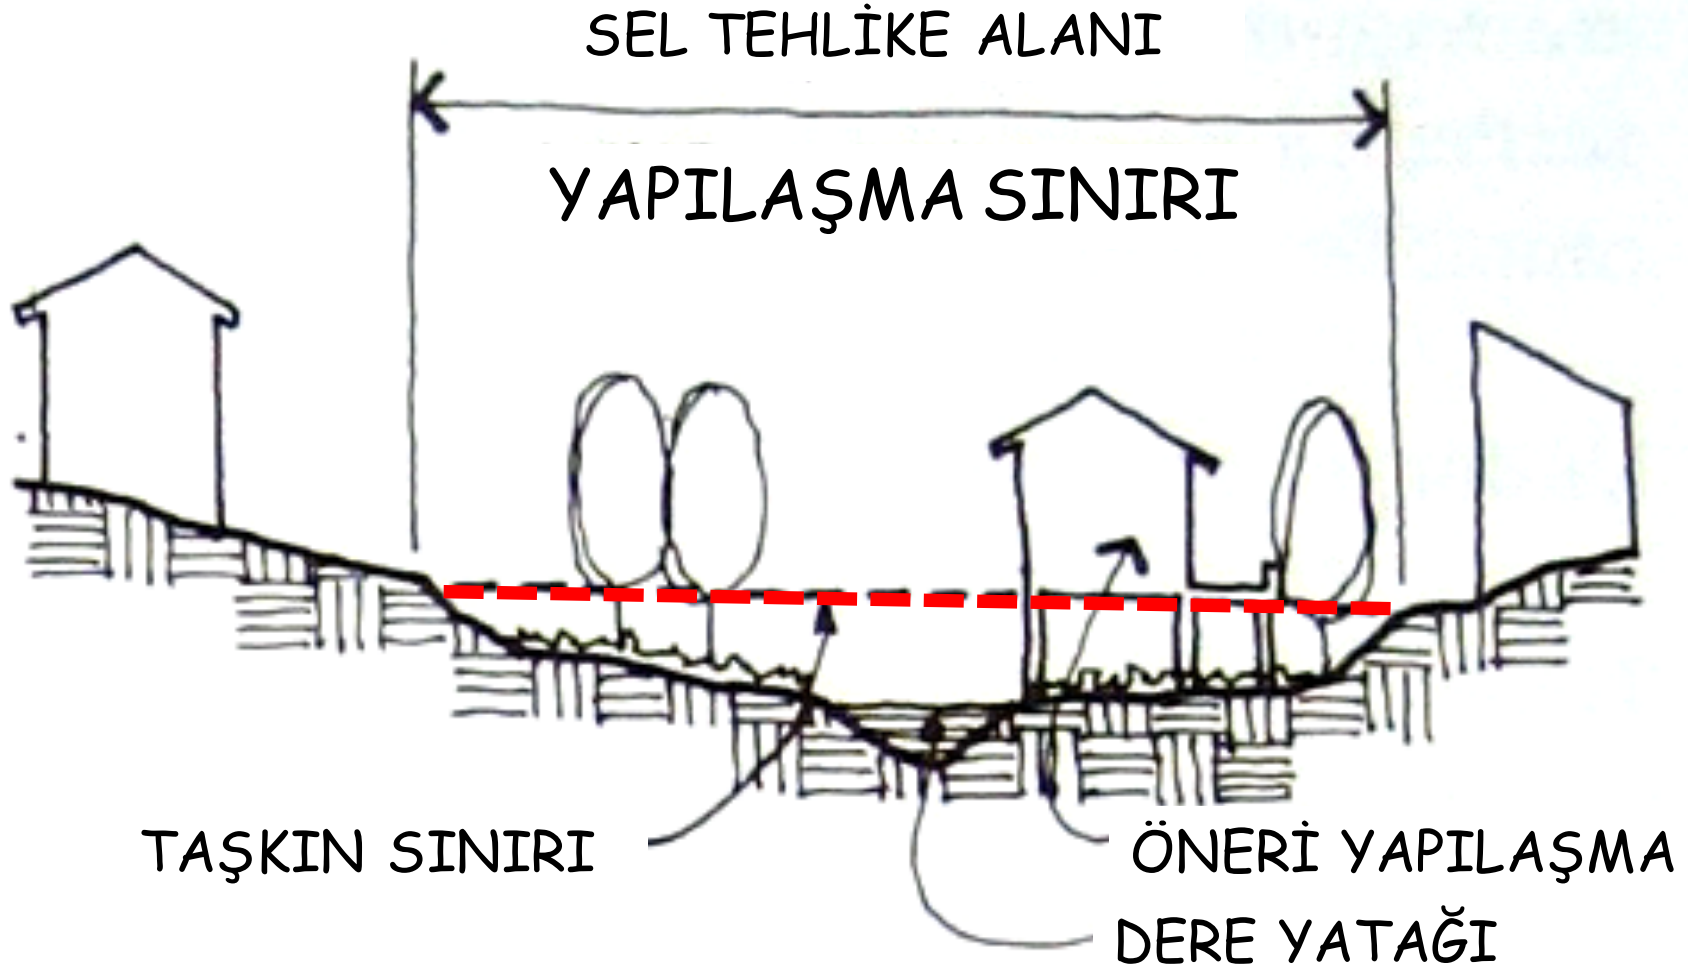 SEL TEHLİKE ALANI
YAPILAŞMA SINIRI
TAŞKIN SINIRI
ÖNERİ YAPILAŞMA
DERE YATAĞI